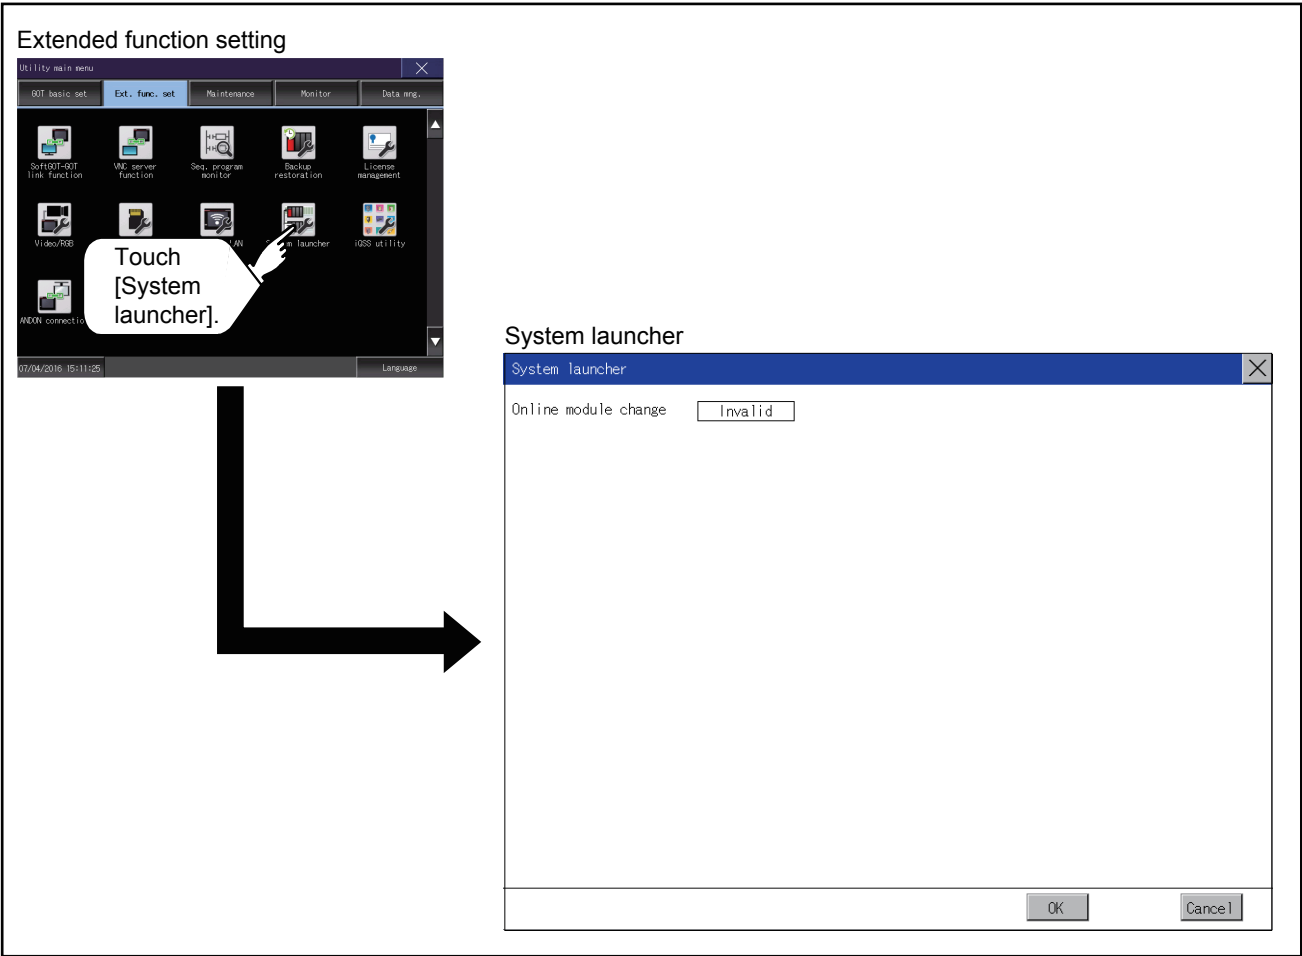 Extended function setting
Utility main menu
GOT basic set
Ext. func. set
Maintenance
Monitor
Data mng.
SoftGOT-GOT
link function
VNC server
function
Seq. program
monitor
Backup
restoration
License
management
Video/RGB
launcher
iQSS utility
Touch
[System
launcher].
ANDON
07/04/2016 15:11:25
Language
System launcher
System launcher
Online module change
Invalid
OK
Cancel